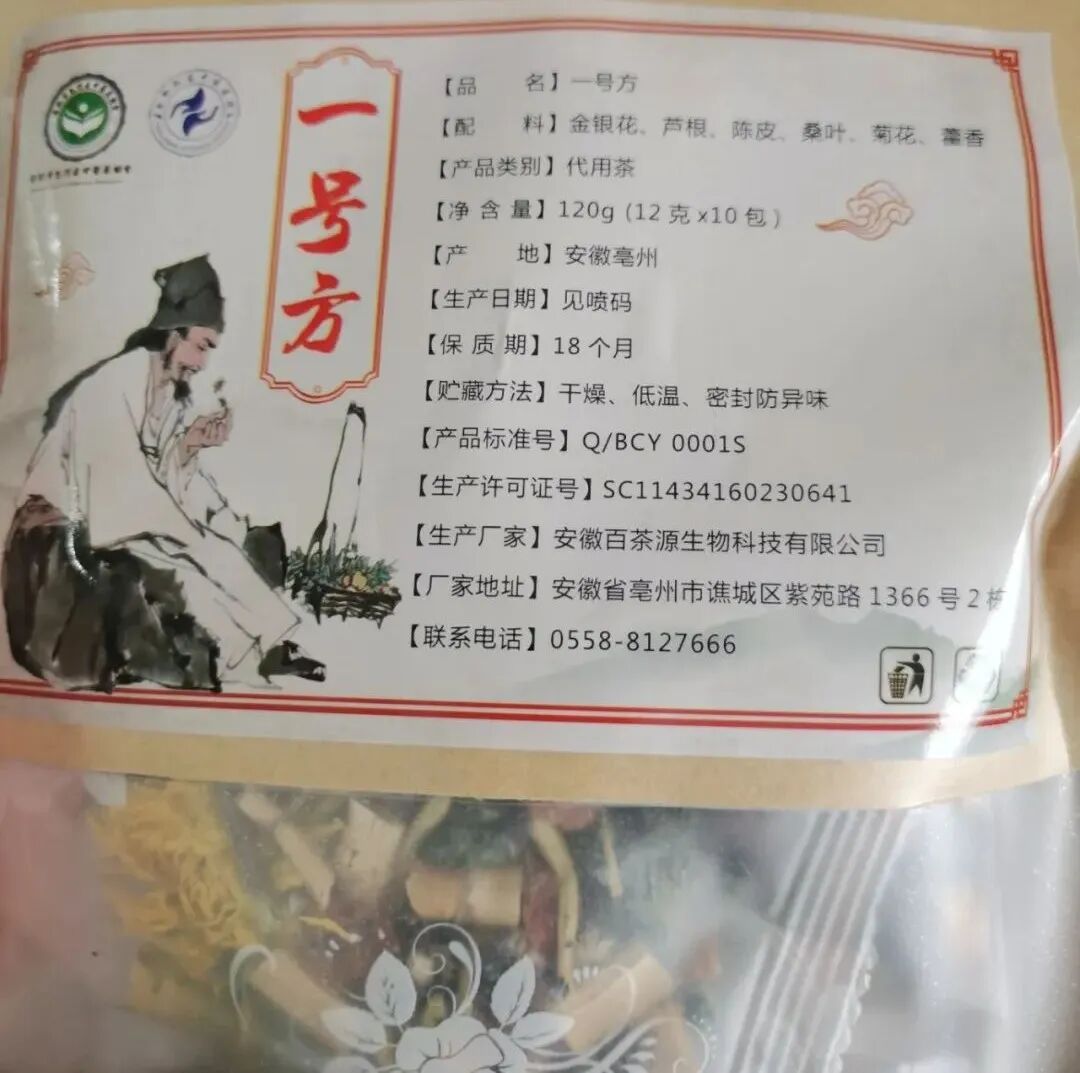 一号方
【品 名】一号方
【配 料】金银花、芦根、陈皮、桑叶、菊花、藿香
【产品类别】代用茶
【净 含 量】120g (12克x10包)
【产 地】安徽亳州
【生产日期】见喷码
【保 质 期】18个月
【贮藏方法】干燥、低温、密封防异味
【产品标准号】Q/BCY 0001S
【生产许可证号】SC11434160230641
【生产厂家】安徽百茶源生物科技有限公司
【厂家地址】安徽省亳州市谯城区紫苑路1366号2栋
【联系电话】0558-8127666